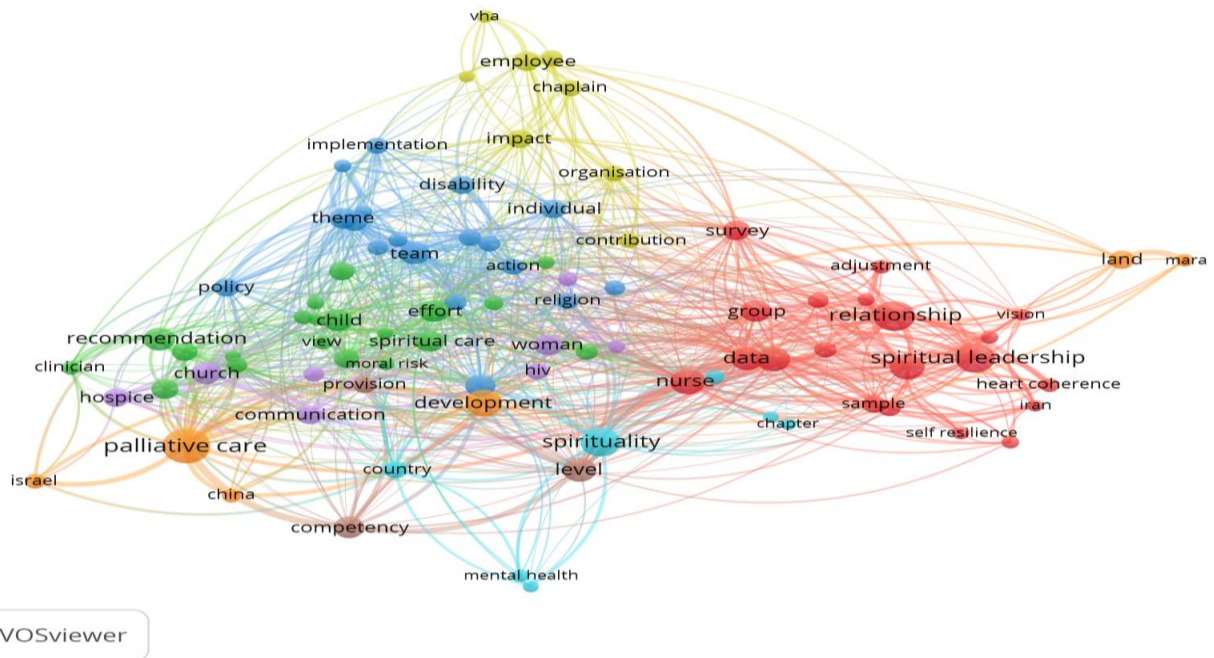 vha
employee
chaplain
impact
implementation
organisation
disability
individual
theme
survey
contribution
team
land
mara
action
adjustment
policy
religion
effort
group
relationship
vision
child
recommendation
view
spiritual care
woman
data
spiritual leadership
clinician
moral risk
church
hiv
nurse
provision
heart coherence
hospice
development
sample
iran
communication
chapter
self resilience
palliative care
spirituality
country
level
israel
china
competency
mental health
VOSviewer